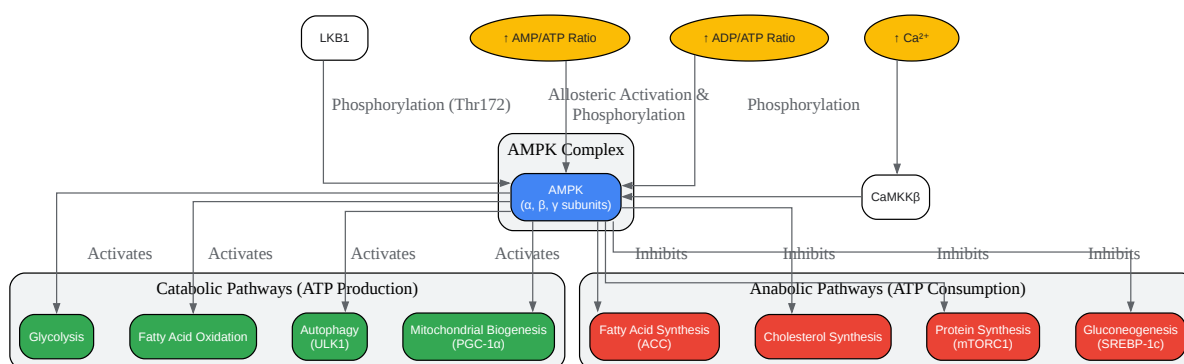 LKB1
↑ AMP/ATP Ratio
↑ ADP/ATP Ratio
↑ Ca²⁺
Phosphorylation (Thr172)
Allosteric Activation &
Phosphorylation
Phosphorylation
AMPK Complex
AMPK
(α, β, γ subunits)
CaMKKβ
Activates
Activates
Activates
Activates
Inhibits
Inhibits
Inhibits
Inhibits
Catabolic Pathways (ATP Production)
Glycolysis
Fatty Acid Oxidation
Autophagy
(ULK1)
Mitochondrial Biogenesis
(PGC-1α)
Anabolic Pathways (ATP Consumption)
Fatty Acid Synthesis
(ACC)
Cholesterol Synthesis
Protein Synthesis
(mTORC1)
Gluconeogenesis
(SREBP-1c)